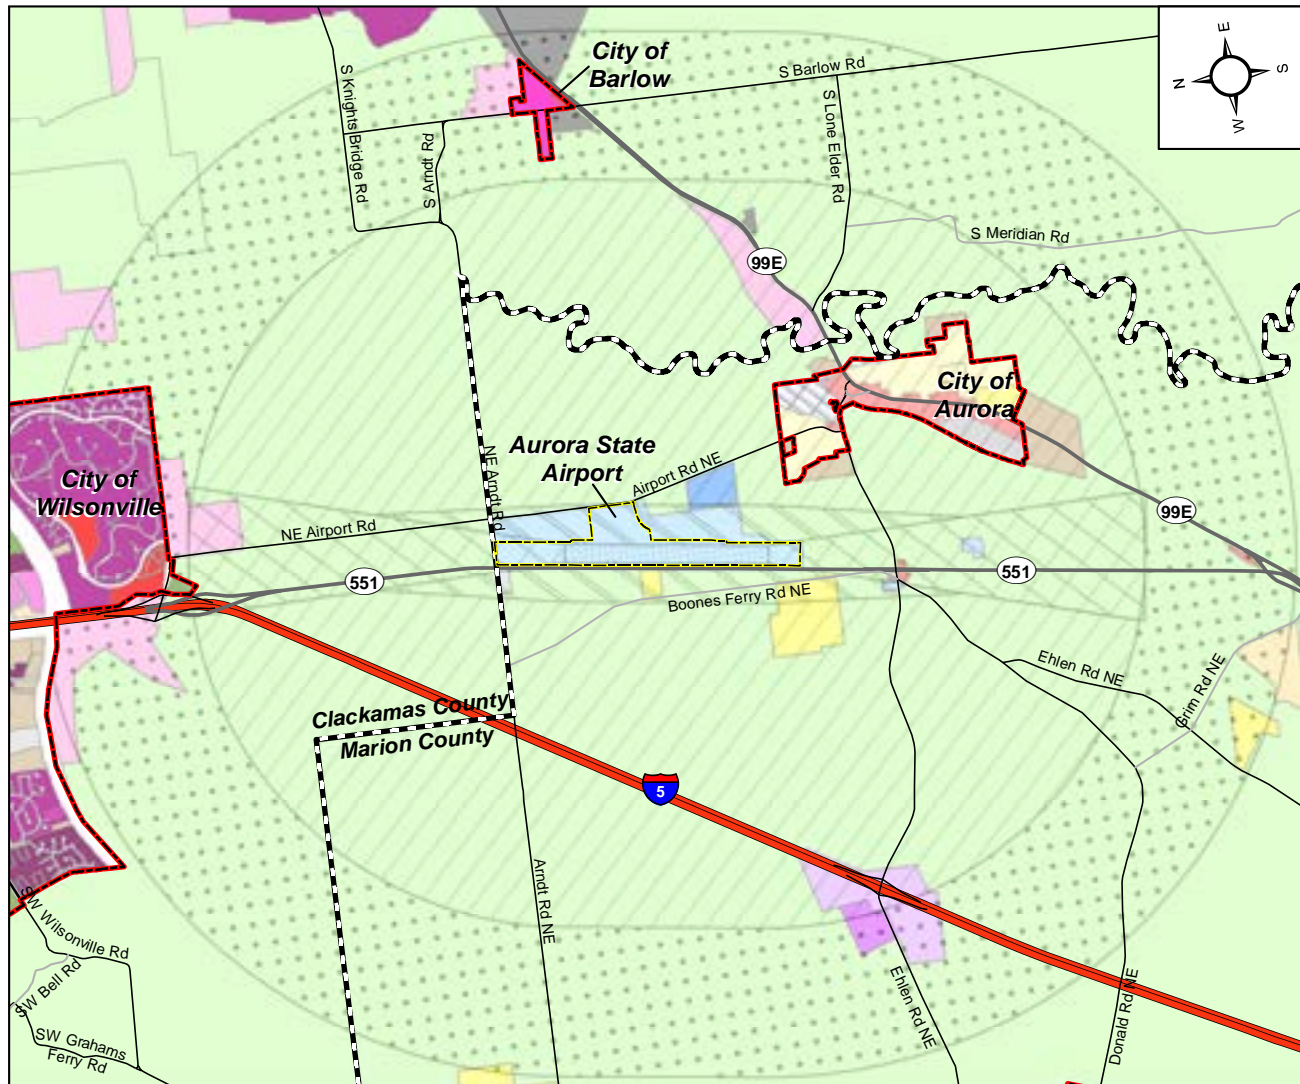 City of
Barlow
S Barlow Rd
E
N
S
W
S Knights Bridge Rd
S Arndt Rd
S Lone Elder Rd
S Meridian Rd
99E
City of
Aurora
Aurora State
Airport
Airport Rd NE
NE Arndt Rd
City of
Wilsonville
NE Airport Rd
99E
551
551
Boones Ferry Rd NE
Ehlen Rd NE
Grim Rd NE
Clackamas County
Marion County
5
Arndt Rd NE
SW Wilsonville Rd
SW Bell Rd
SW Grahams
Ferry Rd
Ehlen Rd NE
Donald Rd NE